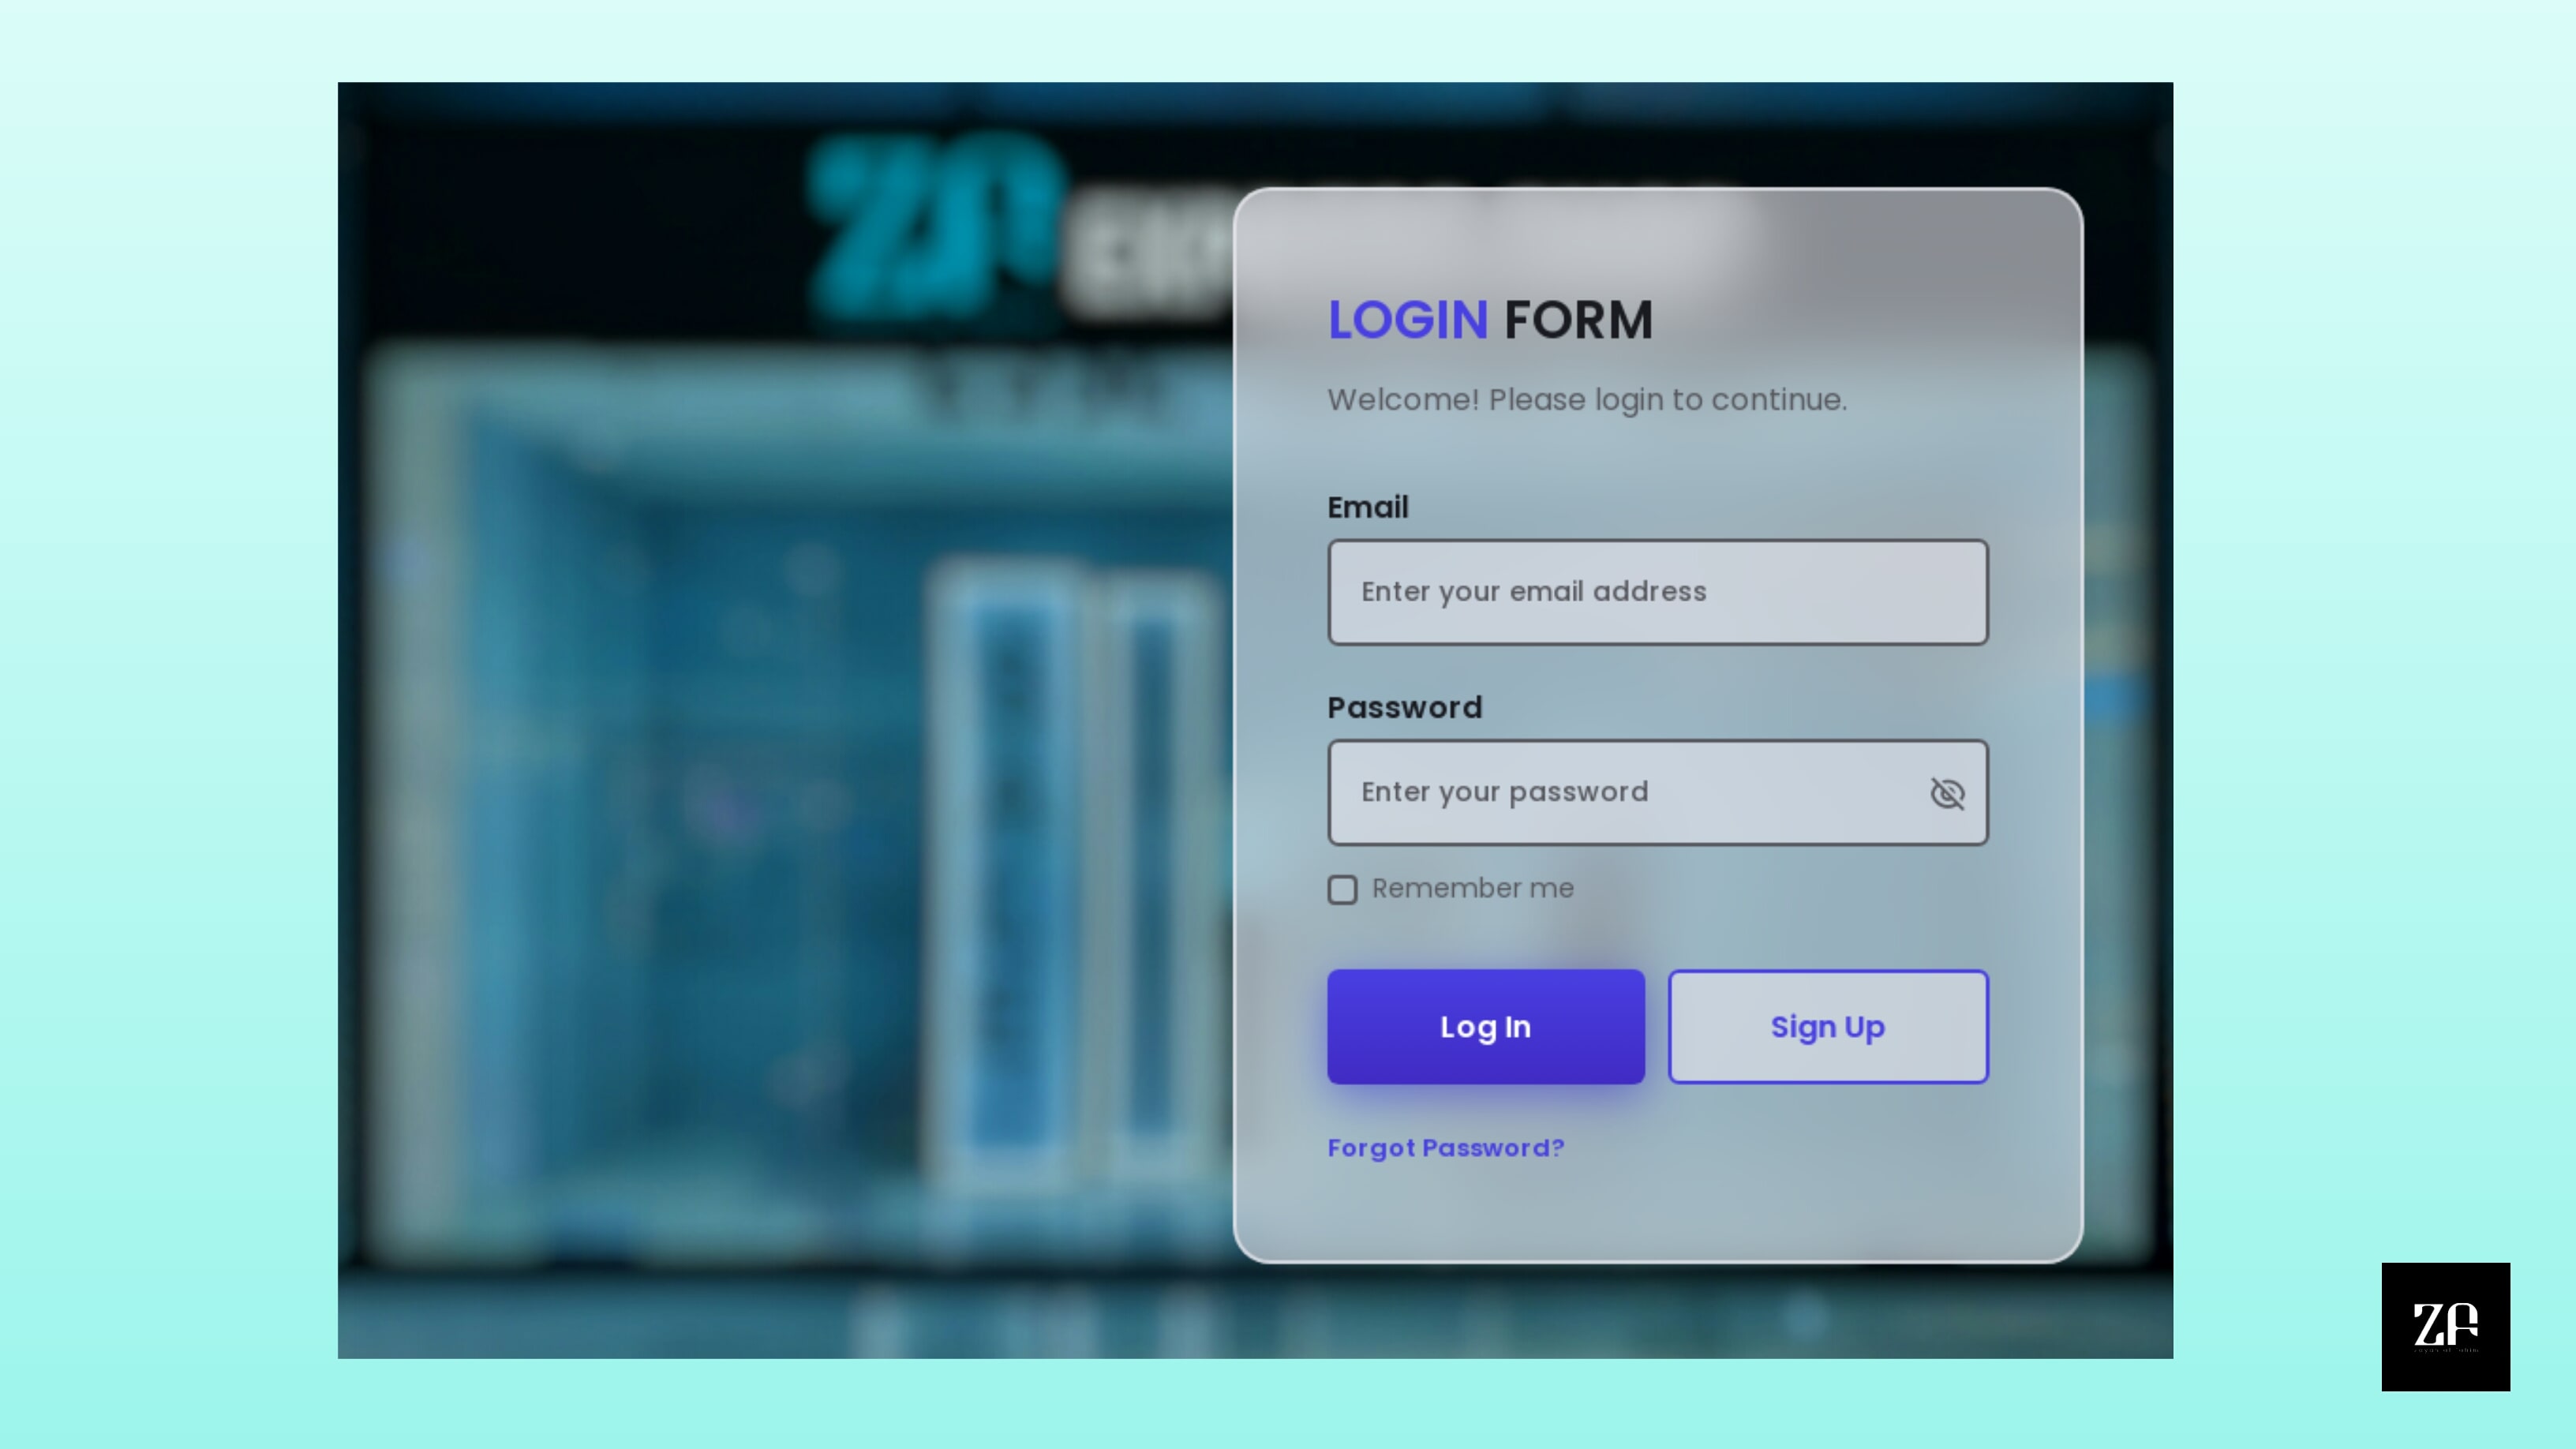 ZA
LOGIN FORM
Welcome! Please login to continue.
Email
Enter your email address
Password
Enter your password
Remember me
Log In
Sign Up
Forgot Password?
ZA